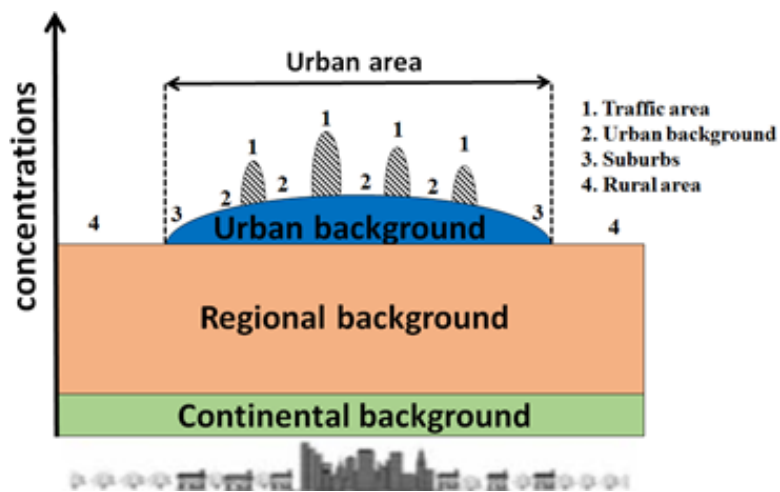 Urban area
concentrations
1. Traffic area
2. Urban background
3. Suburbs
4. Rural area
1
1
1
1
2
2
2
2
3
3
4
4
Urban background
Regional background
Continental background